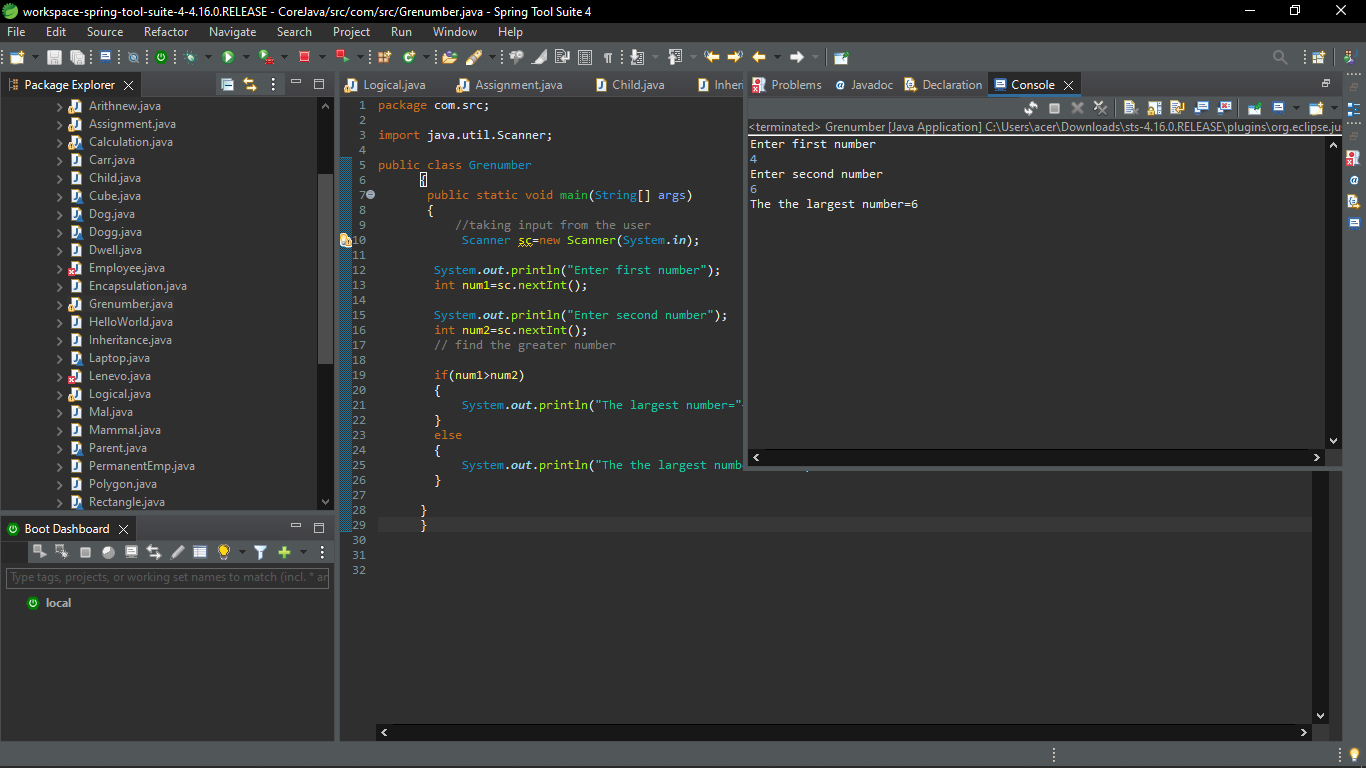 workspace-spring-tool-suite-4-4.16.0.RELEASE - CoreJava/src/com/src/Grenumber.java - Spring Tool Suite 4
File Edit Source Refactor Navigate Search Project Run Window Help
Package Explorer
Arithnew.java
Assignment.java
Calculation.java
Carr.java
Child.java
Cube.java
Dog.java
Dogg.java
Dwell.java
Employee.java
Encapsulation.java
Grenumber.java
HelloWorld.java
Inheritance.java
Laptop.java
Lenevo.java
Logical.java
Mal.java
Mammal.java
Parent.java
PermanentEmp.java
Polygon.java
Rectangle.java
Boot Dashboard
Type tags, projects, or working set names to match (incl. * ar
local
Logical.java Assignment.java Child.java Inher
1 package com.src;
2
3 import java.util.Scanner;
4
5 public class Grenumber
6 {
7 public static void main(String[] args)
8 {
9 //taking input from the user
10 Scanner sc=new Scanner(System.in);
11
12 System.out.println("Enter first number");
13 int num1=sc.nextInt();
14
15 System.out.println("Enter second number");
16 int num2=sc.nextInt();
17 // find the greater number
18
19 if(num1>num2)
20 {
21 System.out.println("The largest number="
22 }
23 else
24 {
25 System.out.println("The the largest numb
26 }
27
28 }
29 }
30
31
32
Problems Javadoc Declaration Console
<terminated> Grenumber [Java Application] C:\Users\acer\Downloads\sts-4.16.0.RELEASE\plugins\org.eclipse.ju
Enter first number
4
Enter second number
6
The the largest number=6